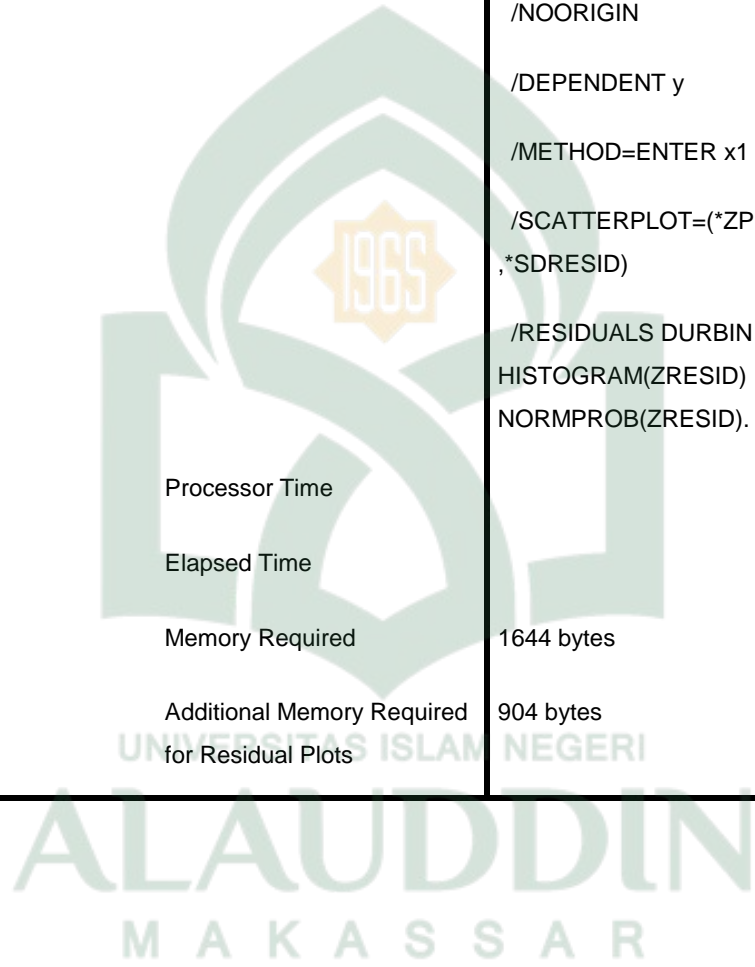 /NOORIGIN
/DEPENDENT y
/METHOD=ENTER x1
/SCATTERPLOT=(*ZP
,*SDRESID)
/RESIDUALS DURBIN
HISTOGRAM(ZRESID)
NORMPROB(ZRESID).
Processor Time
Elapsed Time
Memory Required 1644 bytes
Additional Memory Required 904 bytes
for Residual Plots
1965
UNIVERSITAS ISLAM NEGERI
ALAUDDIN
MAKASSAR